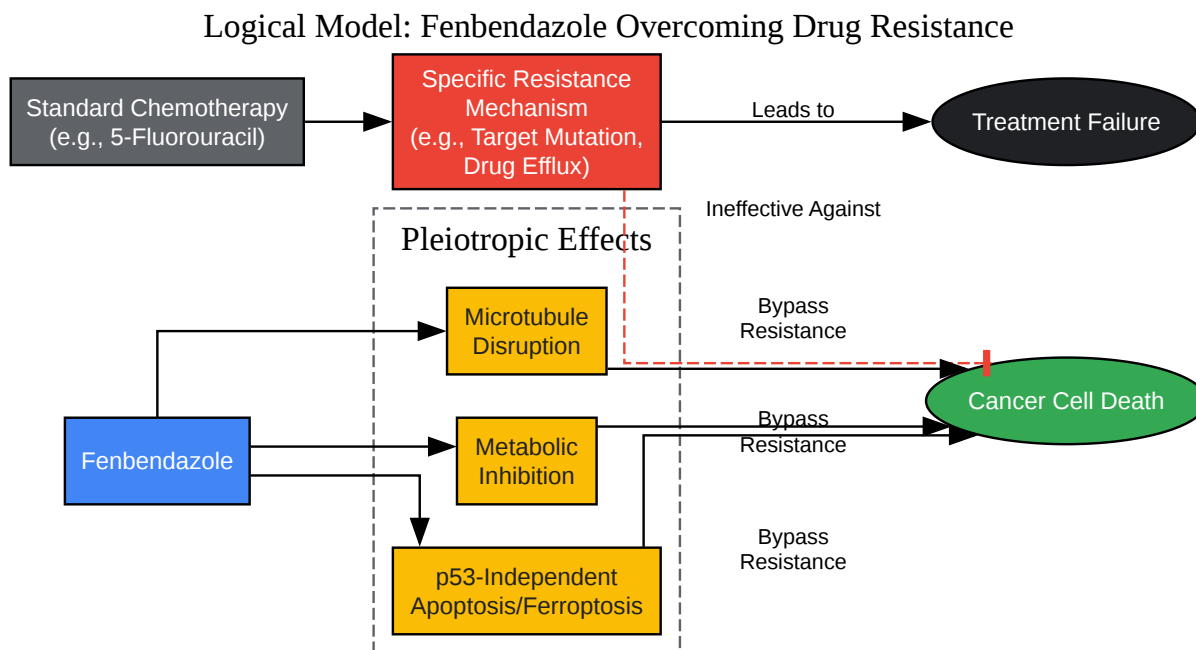 Logical Model: Fenbendazole Overcoming Drug Resistance
Standard Chemotherapy
(e.g., 5-Fluorouracil)
Specific Resistance
Mechanism
(e.g., Target Mutation,
Drug Efflux)
Leads to
Treatment Failure
Ineffective Against
Pleiotropic Effects
Microtubule
Disruption
Bypass
Resistance
Cancer Cell Death
Fenbendazole
Metabolic
Inhibition
Bypass
Resistance
p53-Independent
Apoptosis/Ferroptosis
Bypass
Resistance